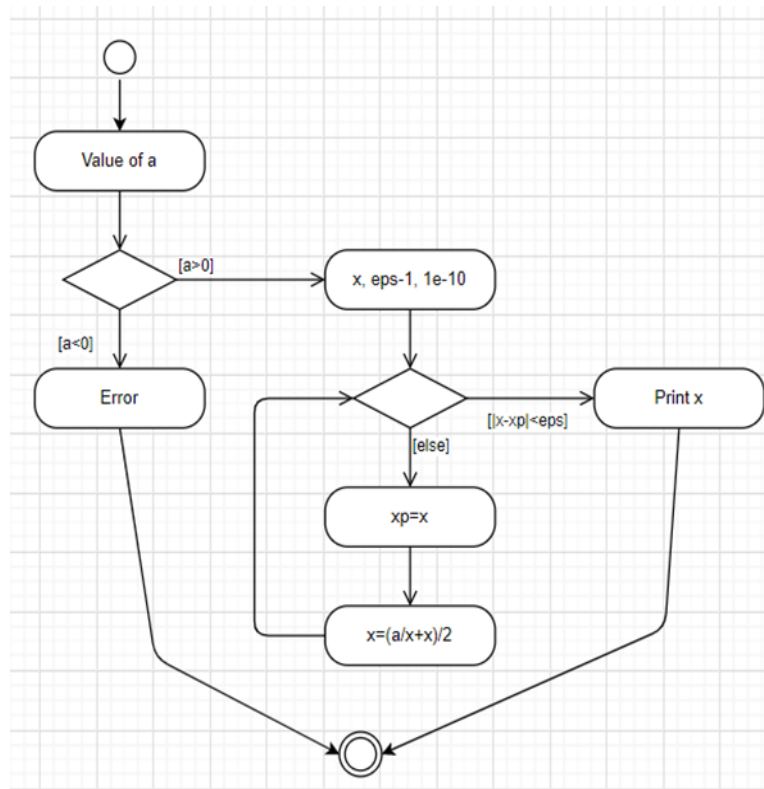 Value of a
[a>0]
x, eps-1, 1e-10
[a<0]
Error
Print x
[|x-xp|<eps]
[else]
xp=x
x=(a/x+x)/2